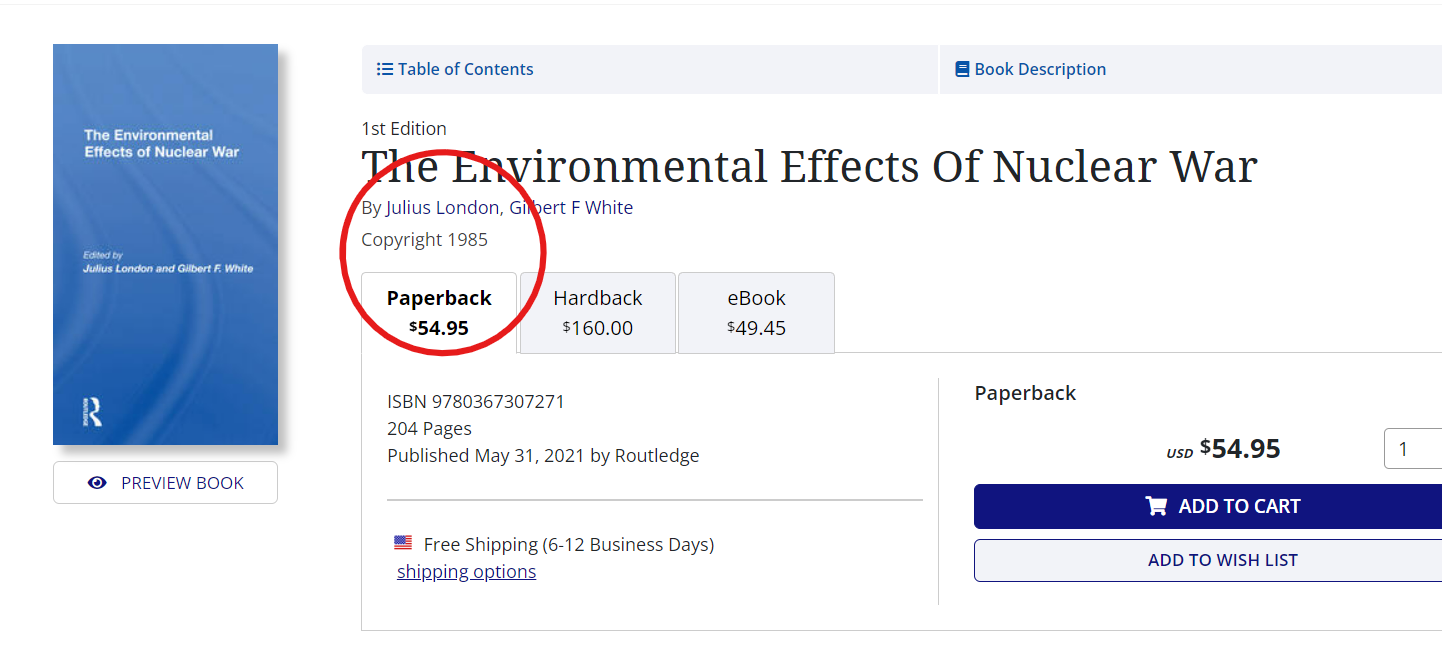 The Environmental
Effects of Nuclear War
Edited by
Julius London and Gilbert F. White
R
ROUTLEDGE
PREVIEW BOOK
Table of Contents
Book Description
1st Edition
The Environmental Effects Of Nuclear War
By Julius London, Gilbert F White
Copyright 1985
Paperback
$54.95
Hardback
$160.00
eBook
$49.45
ISBN 9780367307271
204 Pages
Published May 31, 2021 by Routledge
Free Shipping (6-12 Business Days)
shipping options
Paperback
USD $54.95
1
ADD TO CART
ADD TO WISH LIST